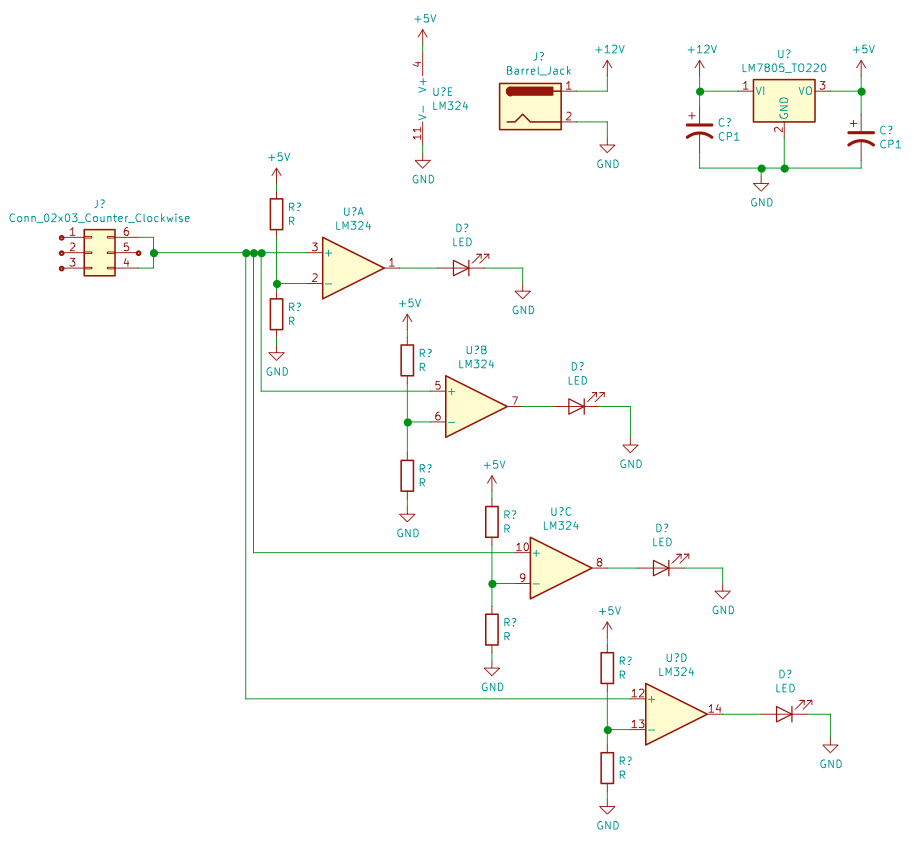 +5V
4
V+
U?E
LM324
V-
11
GND
J?
Barrel_Jack
+12V
1
2
GND
+12V
U?
LM7805_TO220
+5V
1
VI
VO
3
GND
2
+
C?
CP1
+
C?
CP1
GND
J?
Conn_02x03_Counter_Clockwise
1
6
2
5
3
4
+5V
R?
R
U?A
LM324
3
+
2
−
1
D?
LED
GND
R?
R
GND
+5V
R?
R
U?B
LM324
5
+
6
−
7
D?
LED
GND
R?
R
GND
+5V
R?
R
U?C
LM324
10
+
9
−
8
D?
LED
GND
R?
R
GND
+5V
R?
R
U?D
LM324
12
+
13
−
14
D?
LED
GND
R?
R
GND